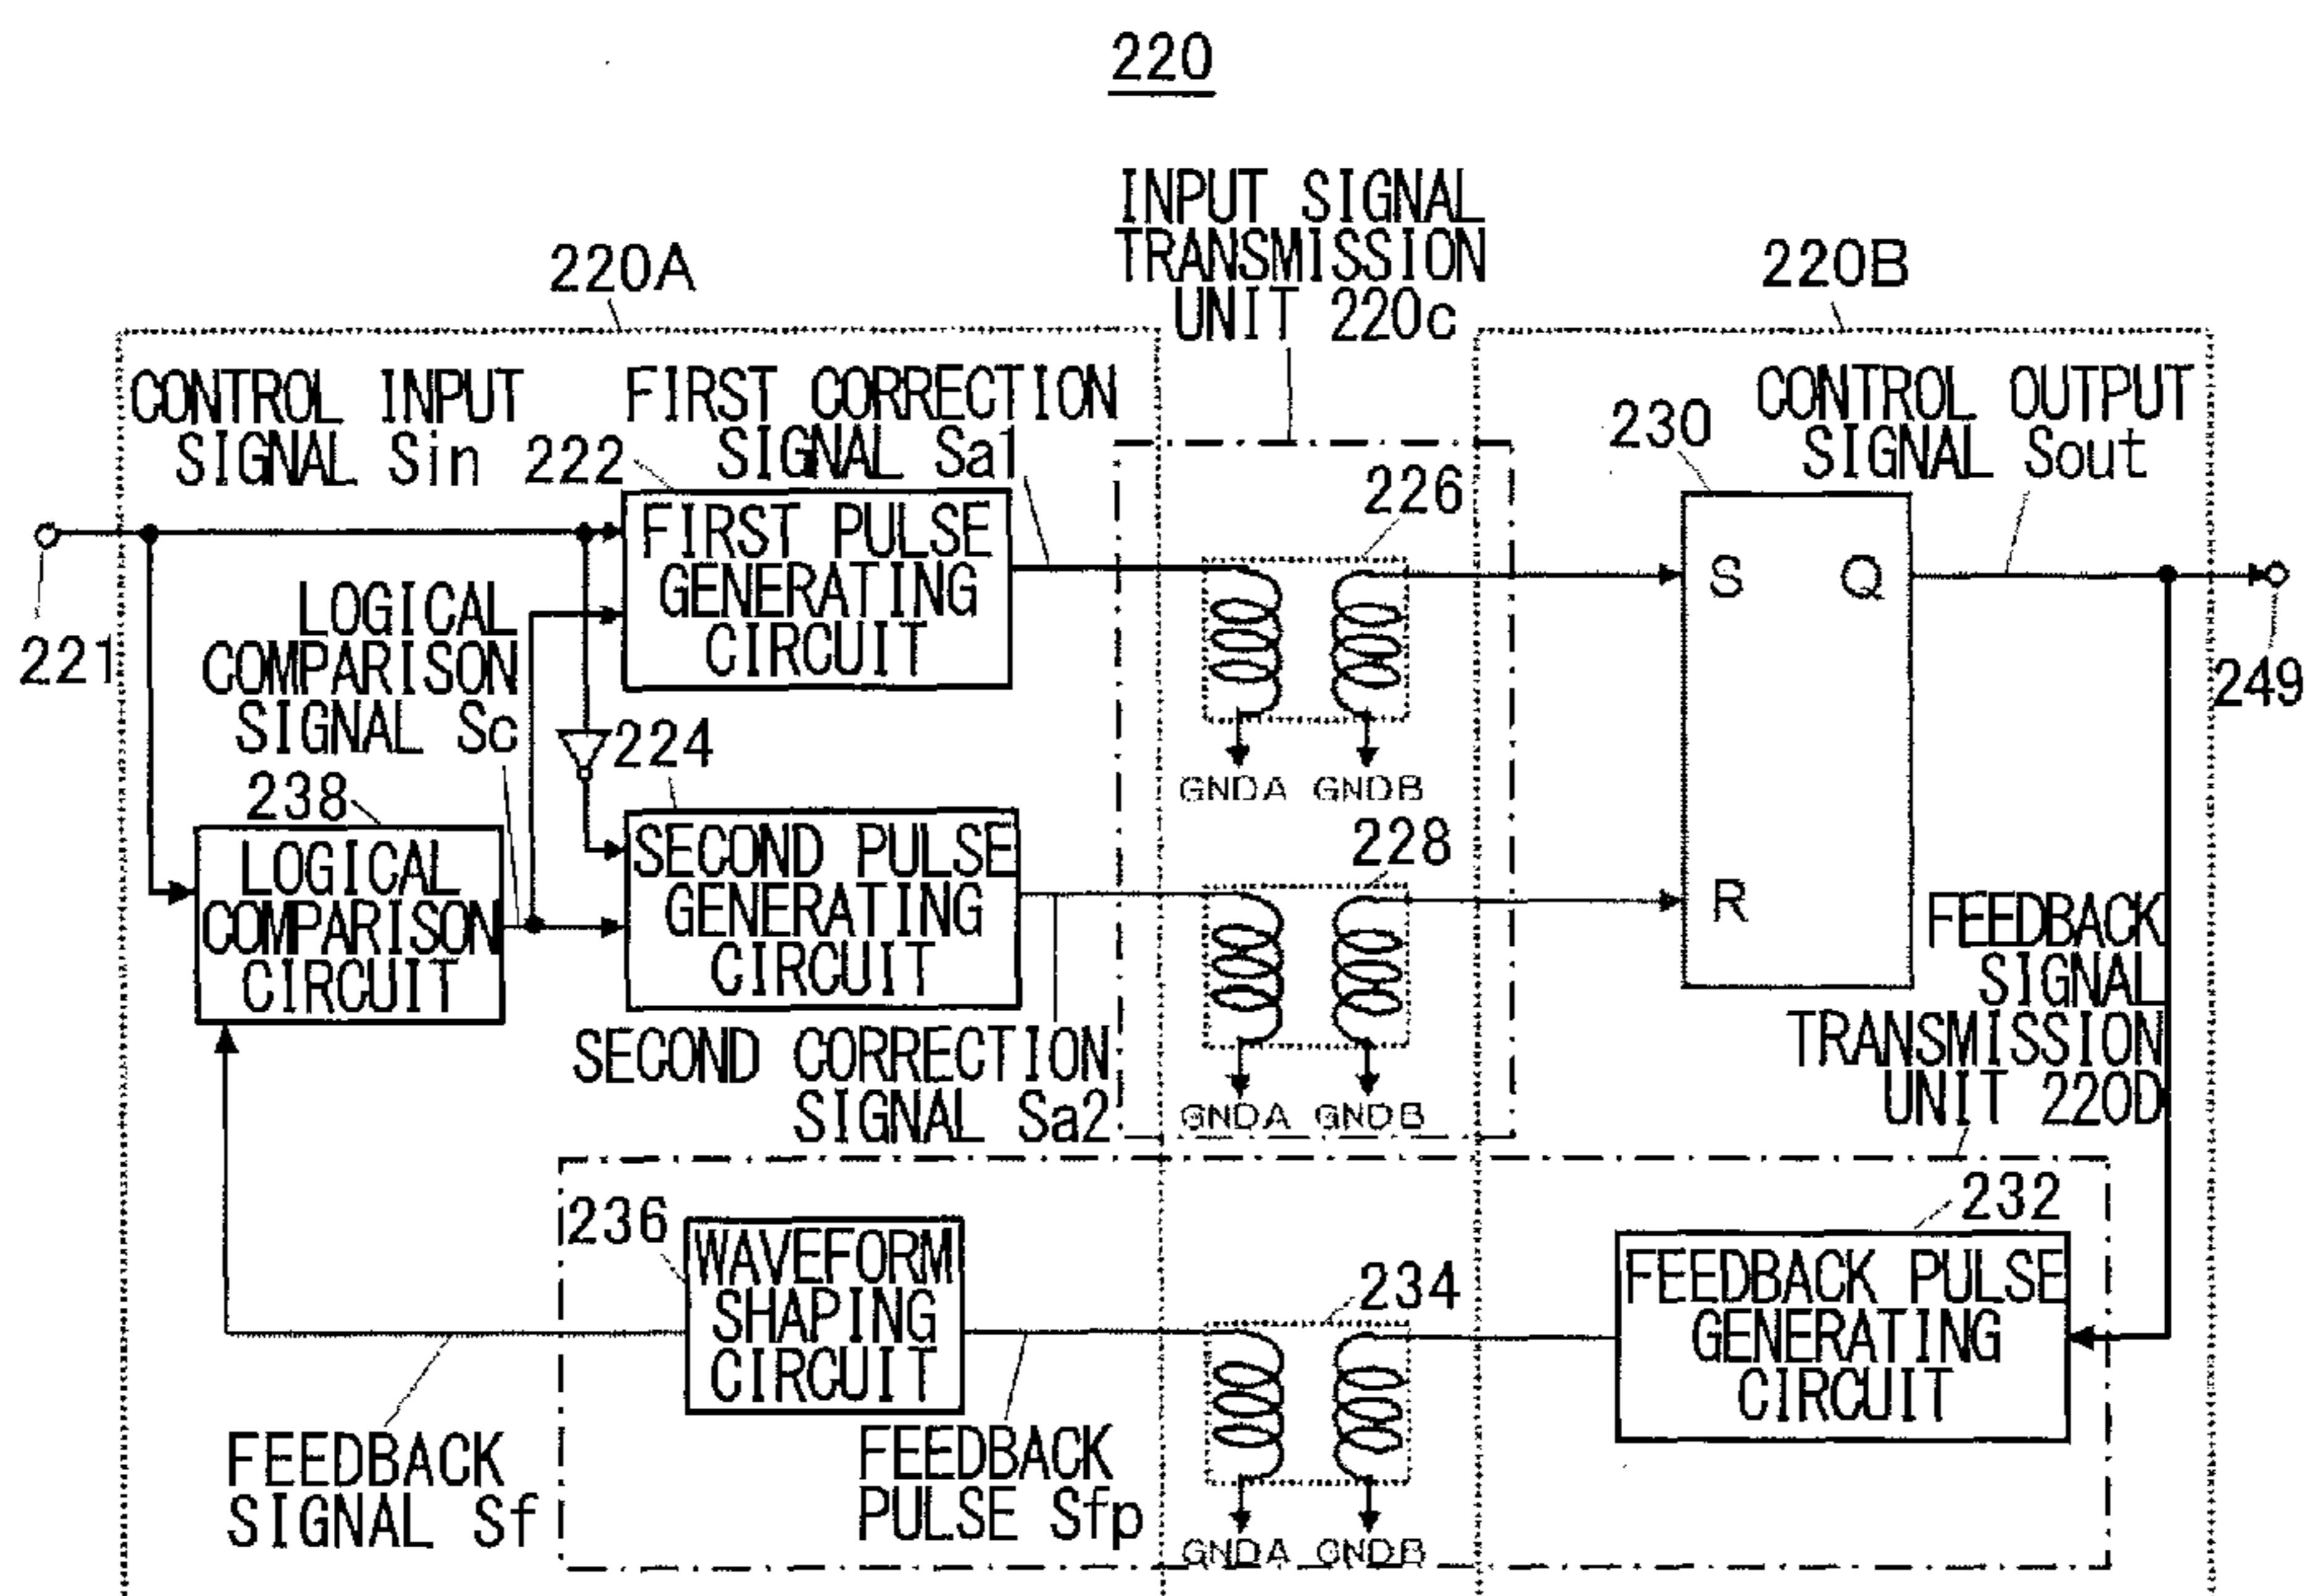 220
INPUT SIGNAL
TRANSMISSION
UNIT 220c
220A
220B
CONTROL INPUT
SIGNAL Sin
FIRST CORRECTION
SIGNAL Sa1
CONTROL OUTPUT
SIGNAL Sout
222
226
230
221
FIRST PULSE
GENERATING
CIRCUIT
S
Q
249
LOGICAL
COMPARISON
SIGNAL Sc
224
GNDA
GNDB
238
228
LOGICAL
COMPARISON
CIRCUIT
SECOND PULSE
GENERATING
CIRCUIT
R
FEEDBACK
SIGNAL
TRANSMISSION
UNIT 220D
SECOND CORRECTION
SIGNAL Sa2
GNDA
GNDB
236
232
WAVEFORM
SHAPING
CIRCUIT
234
FEEDBACK PULSE
GENERATING
CIRCUIT
FEEDBACK
SIGNAL Sf
FEEDBACK
PULSE Sfp
GNDA
GNDB